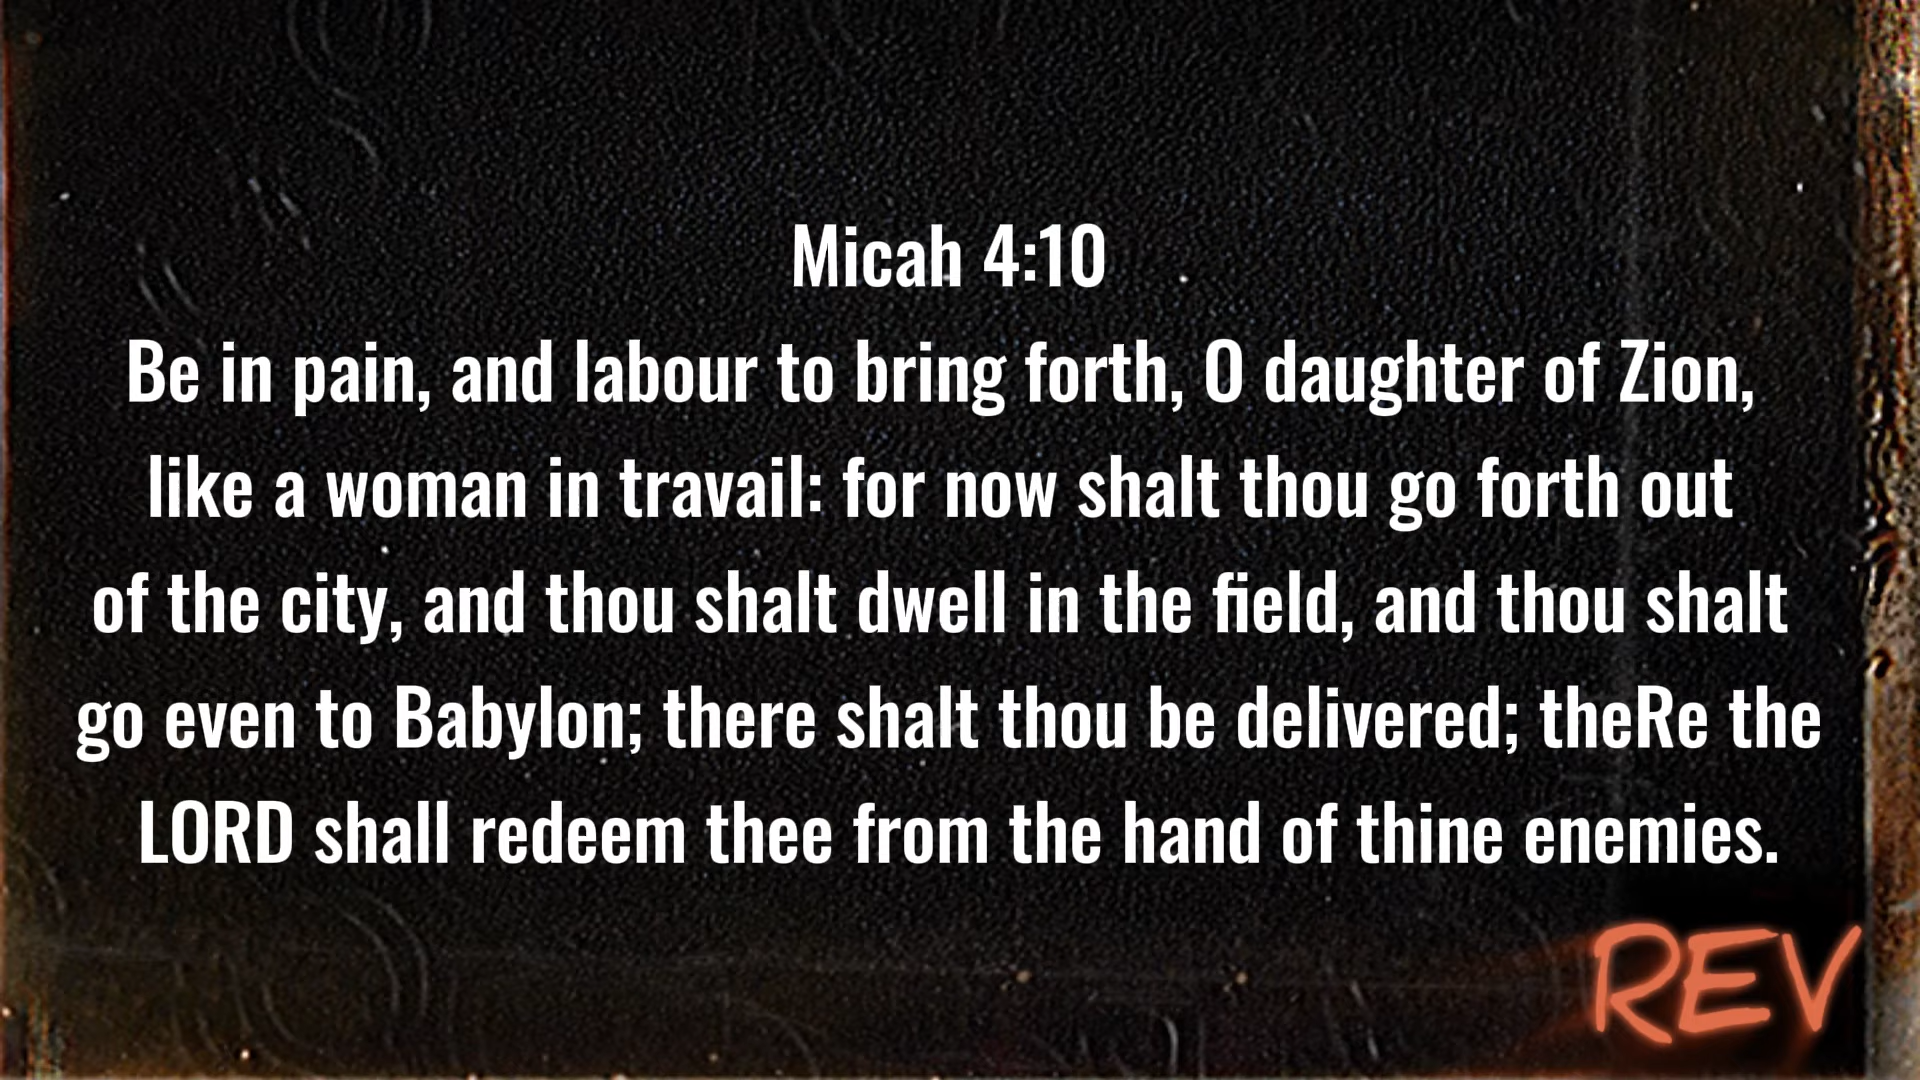 Micah 4:10
Be in pain, and labour to bring forth, O daughter of Zion,
like a woman in travail: for now shalt thou go forth out
of the city, and thou shalt dwell in the field, and thou shalt
go even to Babylon; there shalt thou be delivered; theRe the
LORD shall redeem thee from the hand of thine enemies.
REV